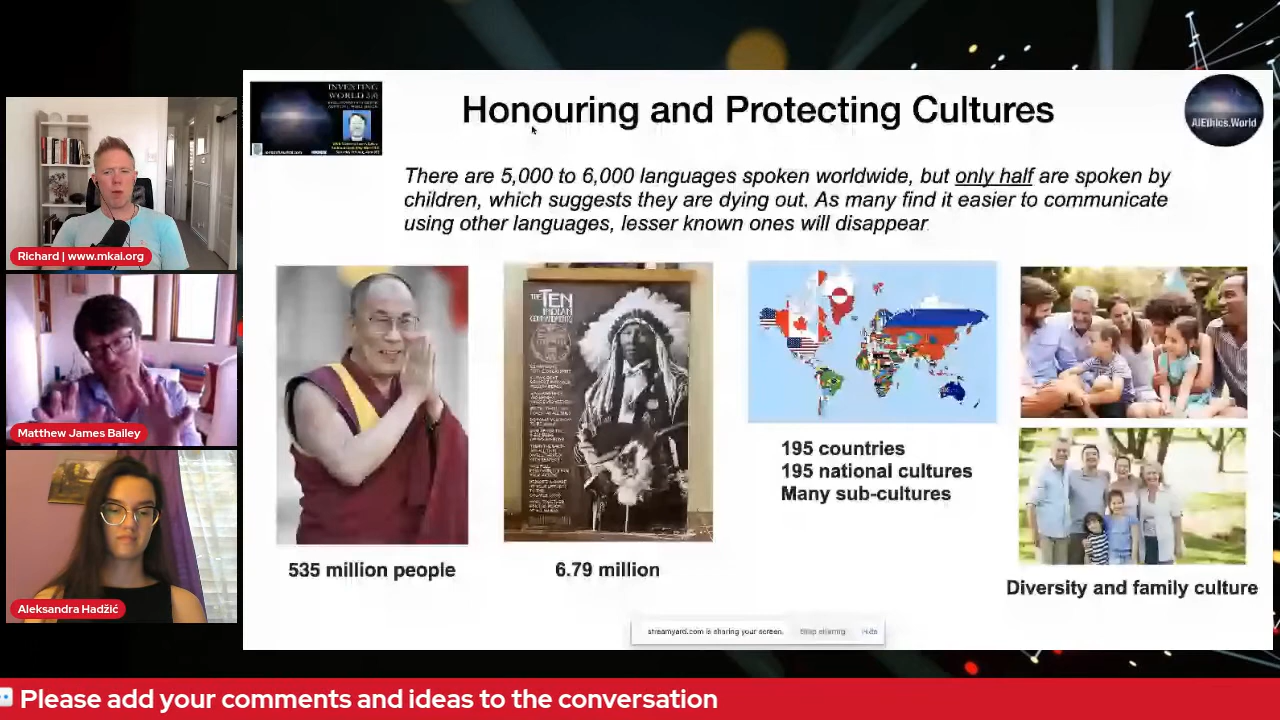 INVENTING
WORLD 3.0
Honouring and Protecting Cultures
AIEthics.World
There are 5,000 to 6,000 languages spoken worldwide, but only half are spoken by
children, which suggests they are dying out. As many find it easier to communicate
using other languages, lesser known ones will disappear
Richard | www.mkai.org
Matthew James Bailey
Aleksandra Hadžić
THE TEN
INDIAN
COMMANDMENTS
195 countries
195 national cultures
Many sub-cultures
535 million people
6.79 million
Diversity and family culture
streamyard.com is sharing your screen.
Stop sharing
Hide
Please add your comments and ideas to the conversation